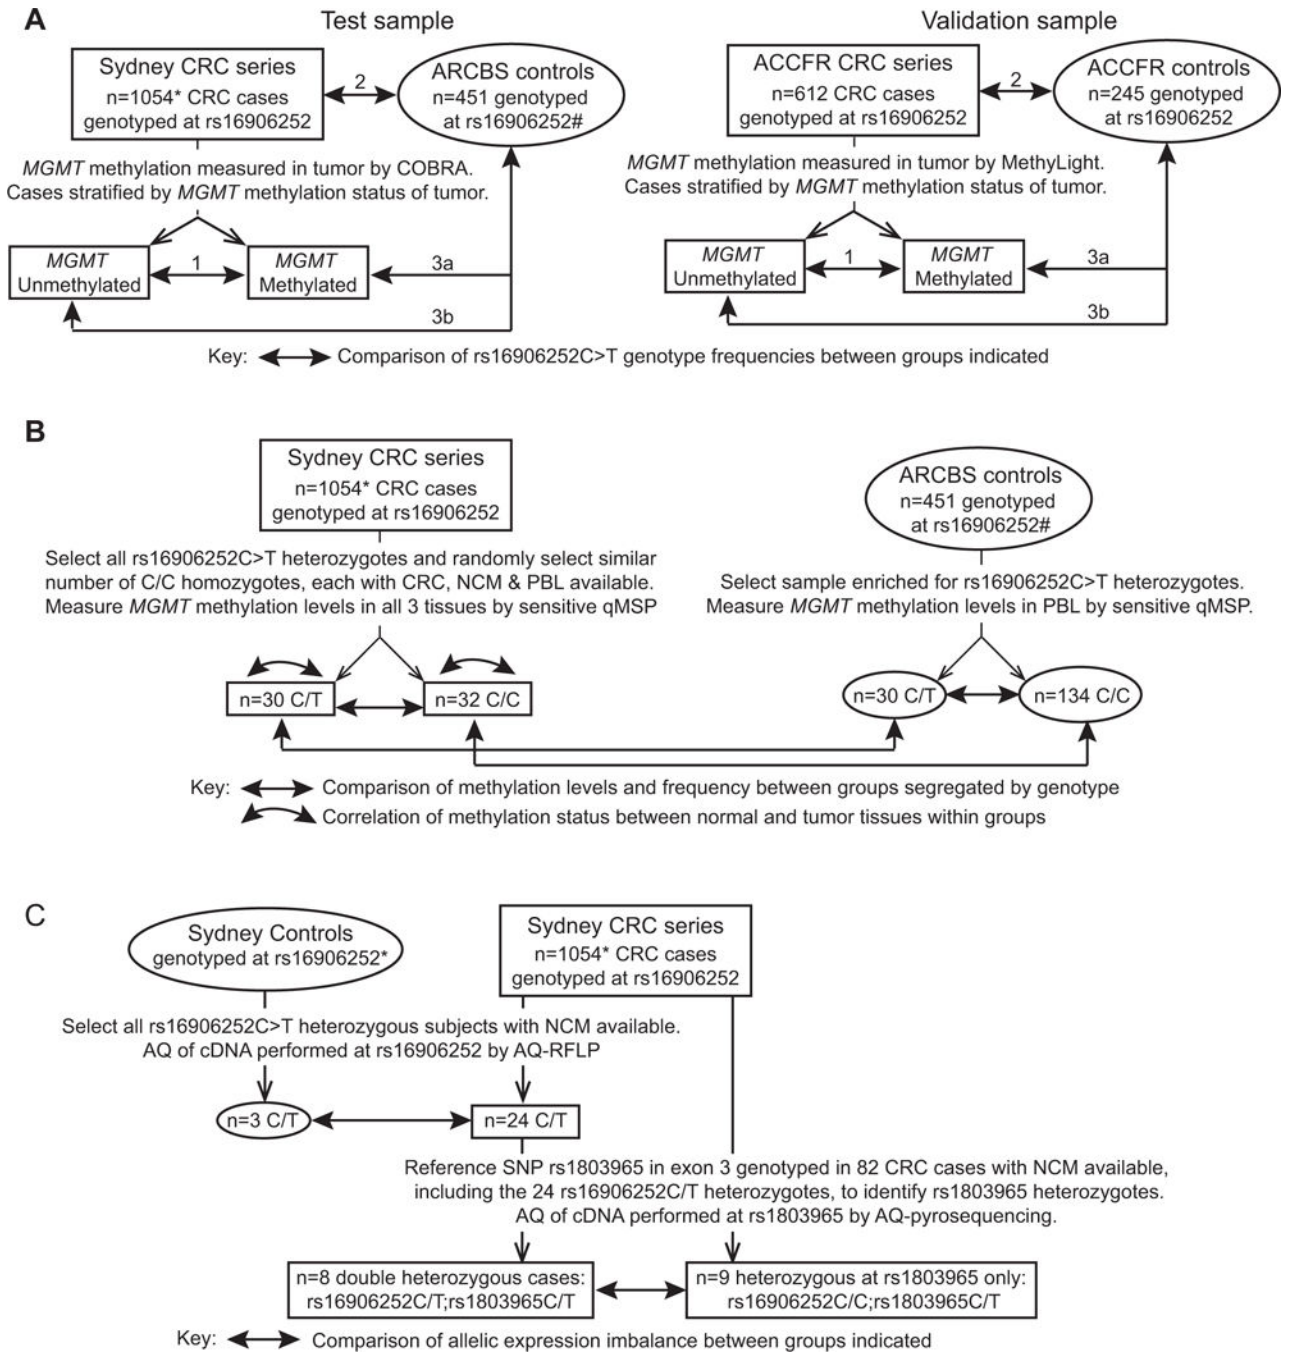 A
Test sample
Validation sample
Sydney CRC series
n=1054* CRC cases
genotyped at rs16906252
2
ARCBS controls
n=451 genotyped
at rs16906252#
ACCFR CRC series
n=612 CRC cases
genotyped at rs16906252
2
ACCFR controls
n=245 genotyped
at rs16906252
MGMT methylation measured in tumor by COBRA.
Cases stratified by MGMT methylation status of tumor.
MGMT methylation measured in tumor by MethyLight.
Cases stratified by MGMT methylation status of tumor.
MGMT
Unmethylated
1
MGMT
Methylated
3a
3b
MGMT
Unmethylated
1
MGMT
Methylated
3a
3b
Key: Comparison of rs16906252C>T genotype frequencies between groups indicated
B
Sydney CRC series
n=1054* CRC cases
genotyped at rs16906252
ARCBS controls
n=451 genotyped
at rs16906252#
Select all rs16906252C>T heterozygotes and randomly select similar
number of C/C homozygotes, each with CRC, NCM & PBL available.
Measure MGMT methylation levels in all 3 tissues by sensitive qMSP
Select sample enriched for rs16906252C>T heterozygotes.
Measure MGMT methylation levels in PBL by sensitive qMSP.
n=30 C/T
n=32 C/C
n=30 C/T
n=134 C/C
Key: Comparison of methylation levels and frequency between groups segregated by genotype
Correlation of methylation status between normal and tumor tissues within groups
C
Sydney Controls
genotyped at rs16906252*
Sydney CRC series
n=1054* CRC cases
genotyped at rs16906252
Select all rs16906252C>T heterozygous subjects with NCM available.
AQ of cDNA performed at rs16906252 by AQ-RFLP
n=3 C/T
n=24 C/T
Reference SNP rs1803965 in exon 3 genotyped in 82 CRC cases with NCM available,
including the 24 rs16906252C/T heterozygotes, to identify rs1803965 heterozygotes.
AQ of cDNA performed at rs1803965 by AQ-pyrosequencing.
n=8 double heterozygous cases:
rs16906252C/T;rs1803965C/T
n=9 heterozygous at rs1803965 only:
rs16906252C/C;rs1803965C/T
Key: Comparison of allelic expression imbalance between groups indicated